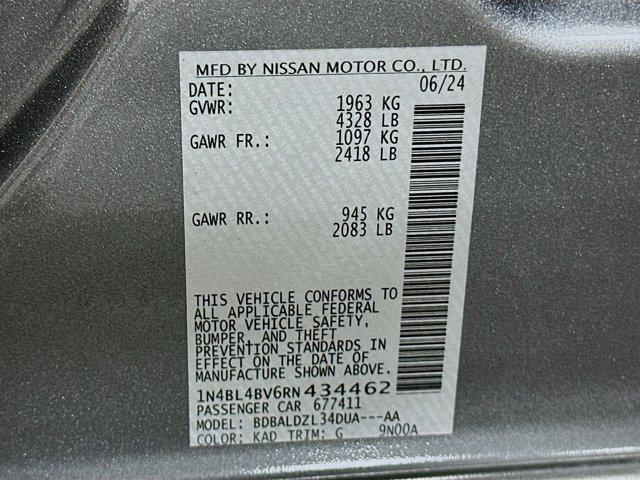 MFD BY NISSAN MOTOR CO., LTD.
DATE: 06/24
GVWR: 1963 KG
4328 LB
GAWR FR.: 1097 KG
2418 LB
GAWR RR.: 945 KG
2083 LB
THIS VEHICLE CONFORMS TO
ALL APPLICABLE FEDERAL
MOTOR VEHICLE SAFETY,
BUMPER, AND THEFT
PREVENTION STANDARDS IN
EFFECT ON THE DATE OF
MANUFACTURE SHOWN ABOVE.
1N4BL4BV6RN434462
PASSENGER CAR 677411
MODEL: BDBALDZL34DUA---AA
COLOR: KAD TRIM: G 9N00A